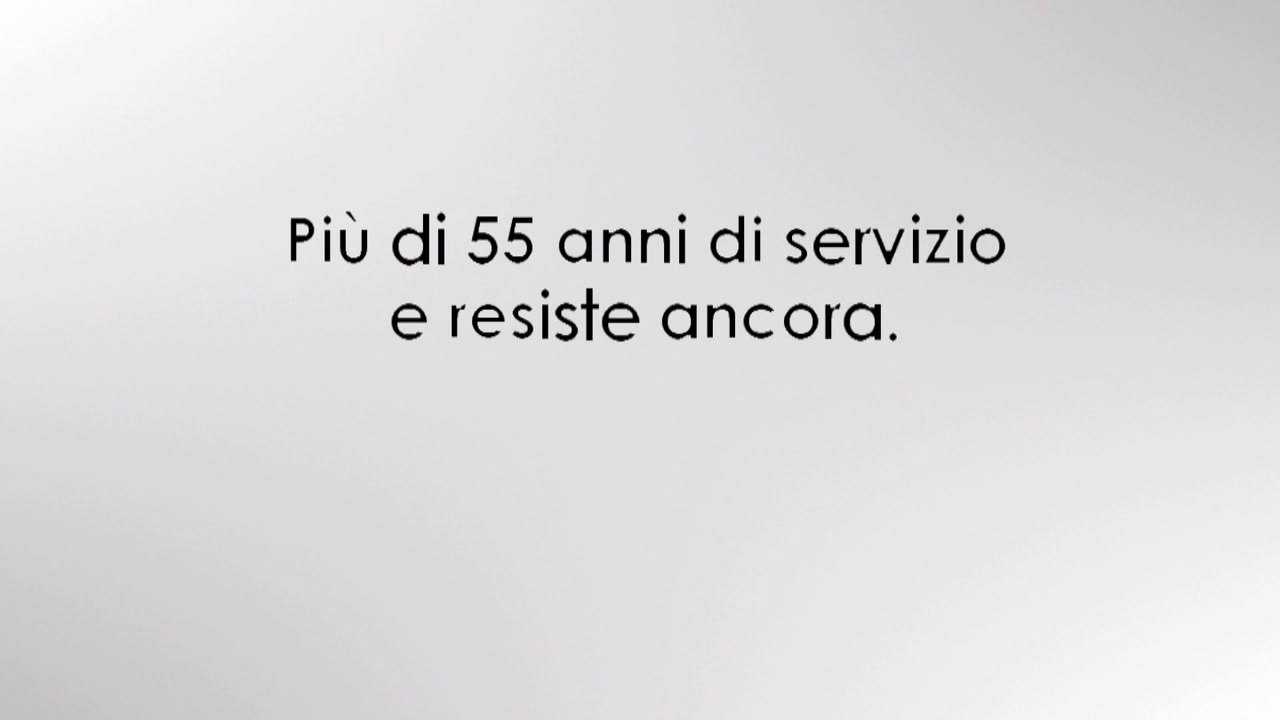 Più di 55 anni di servizio
e resiste ancora.